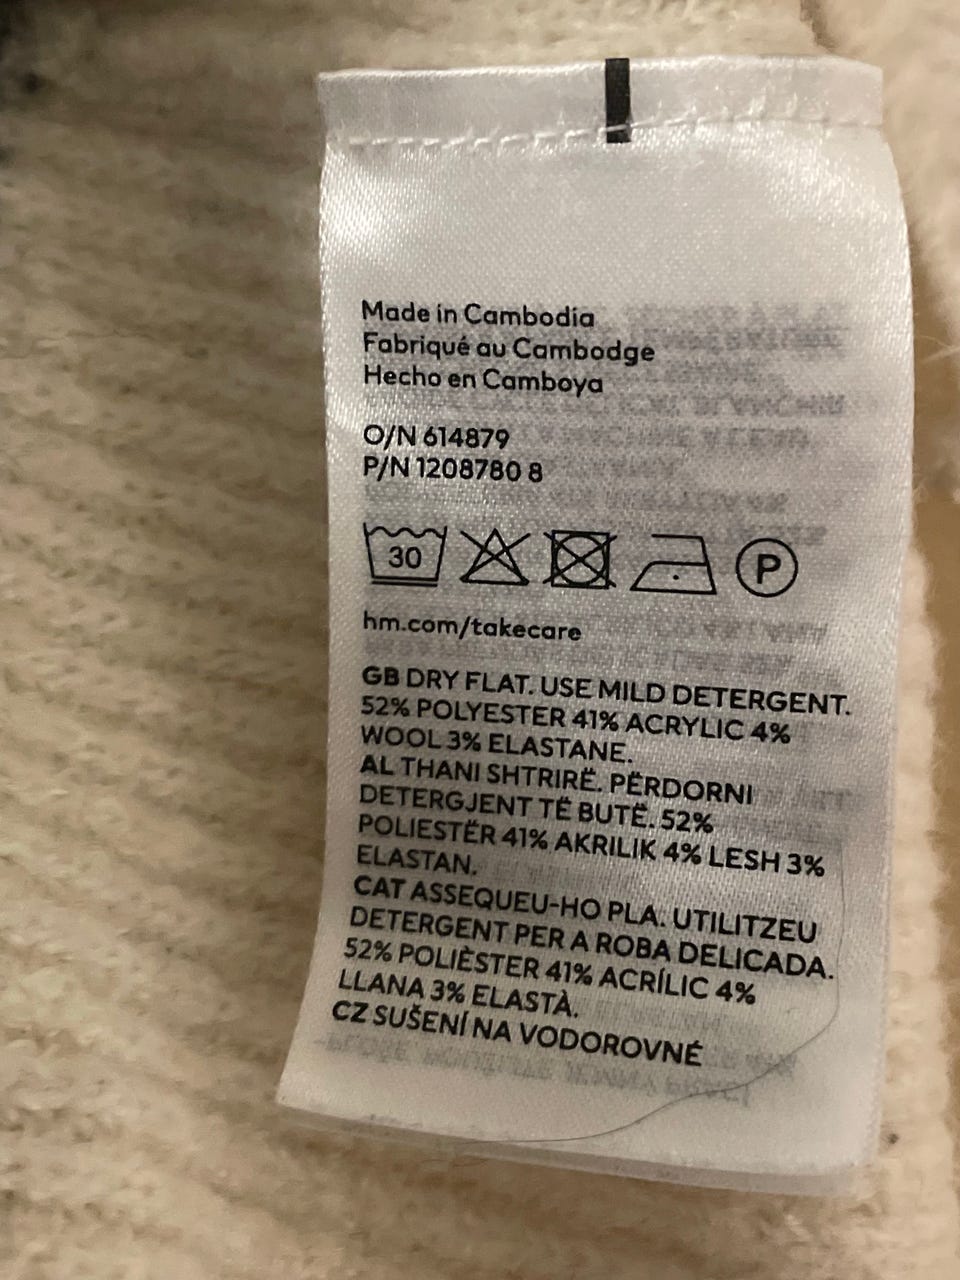 Made in Cambodia
Fabriqué au Cambodge
Hecho en Camboya
O/N 614879
P/N 1208780 8
30
P
hm.com/takecare
GB DRY FLAT. USE MILD DETERGENT.
52% POLYESTER 41% ACRYLIC 4%
WOOL 3% ELASTANE.
AL THANI SHTRIRË. PËRDORNI
DETERGJENT TË BUTË. 52%
POLIESTËR 41% AKRILIK 4% LESH 3%
ELASTAN.
CAT ASSEQUEU-HO PLA. UTILITZEU
DETERGENT PER A ROBA DELICADA.
52% POLIÈSTER 41% ACRÍLIC 4%
LLANA 3% ELASTÀ.
CZ SUŠENÍ NA VODOROVNÉ